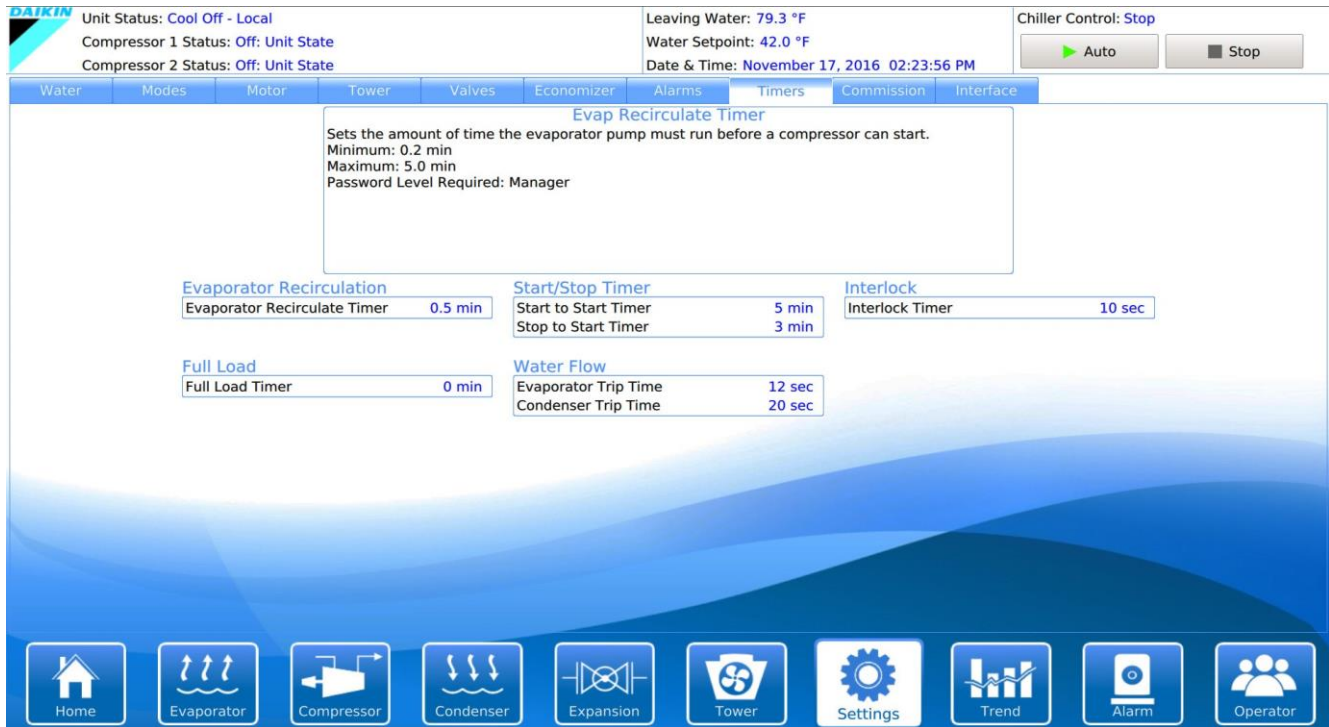 DAIKIN
Unit Status: Cool Off - Local
Compressor 1 Status: Off: Unit State
Compressor 2 Status: Off: Unit State
Leaving Water: 79.3 °F
Water Setpoint: 42.0 °F
Date & Time: November 17, 2016 02:23:56 PM
Chiller Control: Stop
Auto
Stop
Water Modes Motor Tower Valves Economizer Alarms Timers Commission Interface
Evap Recirculate Timer
Sets the amount of time the evaporator pump must run before a compressor can start.
Minimum: 0.2 min
Maximum: 5.0 min
Password Level Required: Manager
Evaporator Recirculation
Evaporator Recirculate Timer 0.5 min
Start/Stop Timer
Start to Start Timer 5 min
Stop to Start Timer 3 min
Interlock
Interlock Timer 10 sec
Full Load
Full Load Timer 0 min
Water Flow
Evaporator Trip Time 12 sec
Condenser Trip Time 20 sec
Home Evaporator Compressor Condenser Expansion Tower Settings Trend Alarm Operator